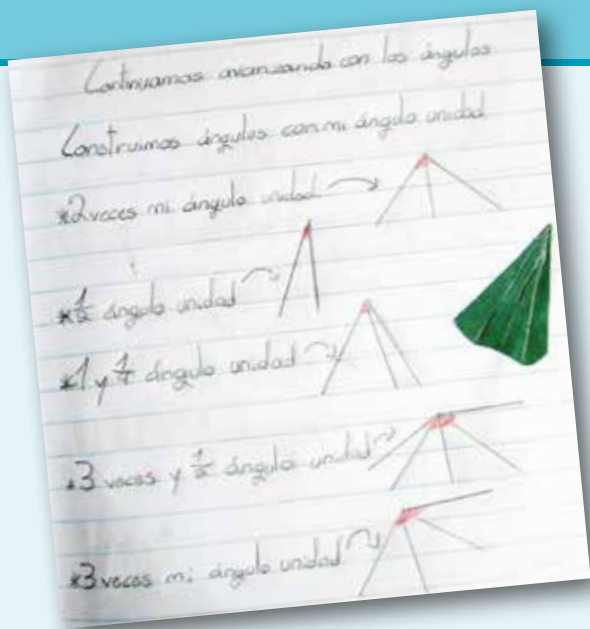 Continuamos avanzando con los ángulos
Construimos ángulos con mi ángulo unidad
*2 veces mi ángulo unidad
*1/2 ángulo unidad
*1 y 1/4 ángulo unidad
*3 veces y 1/2 ángulo unidad
*3 veces mi ángulo unidad